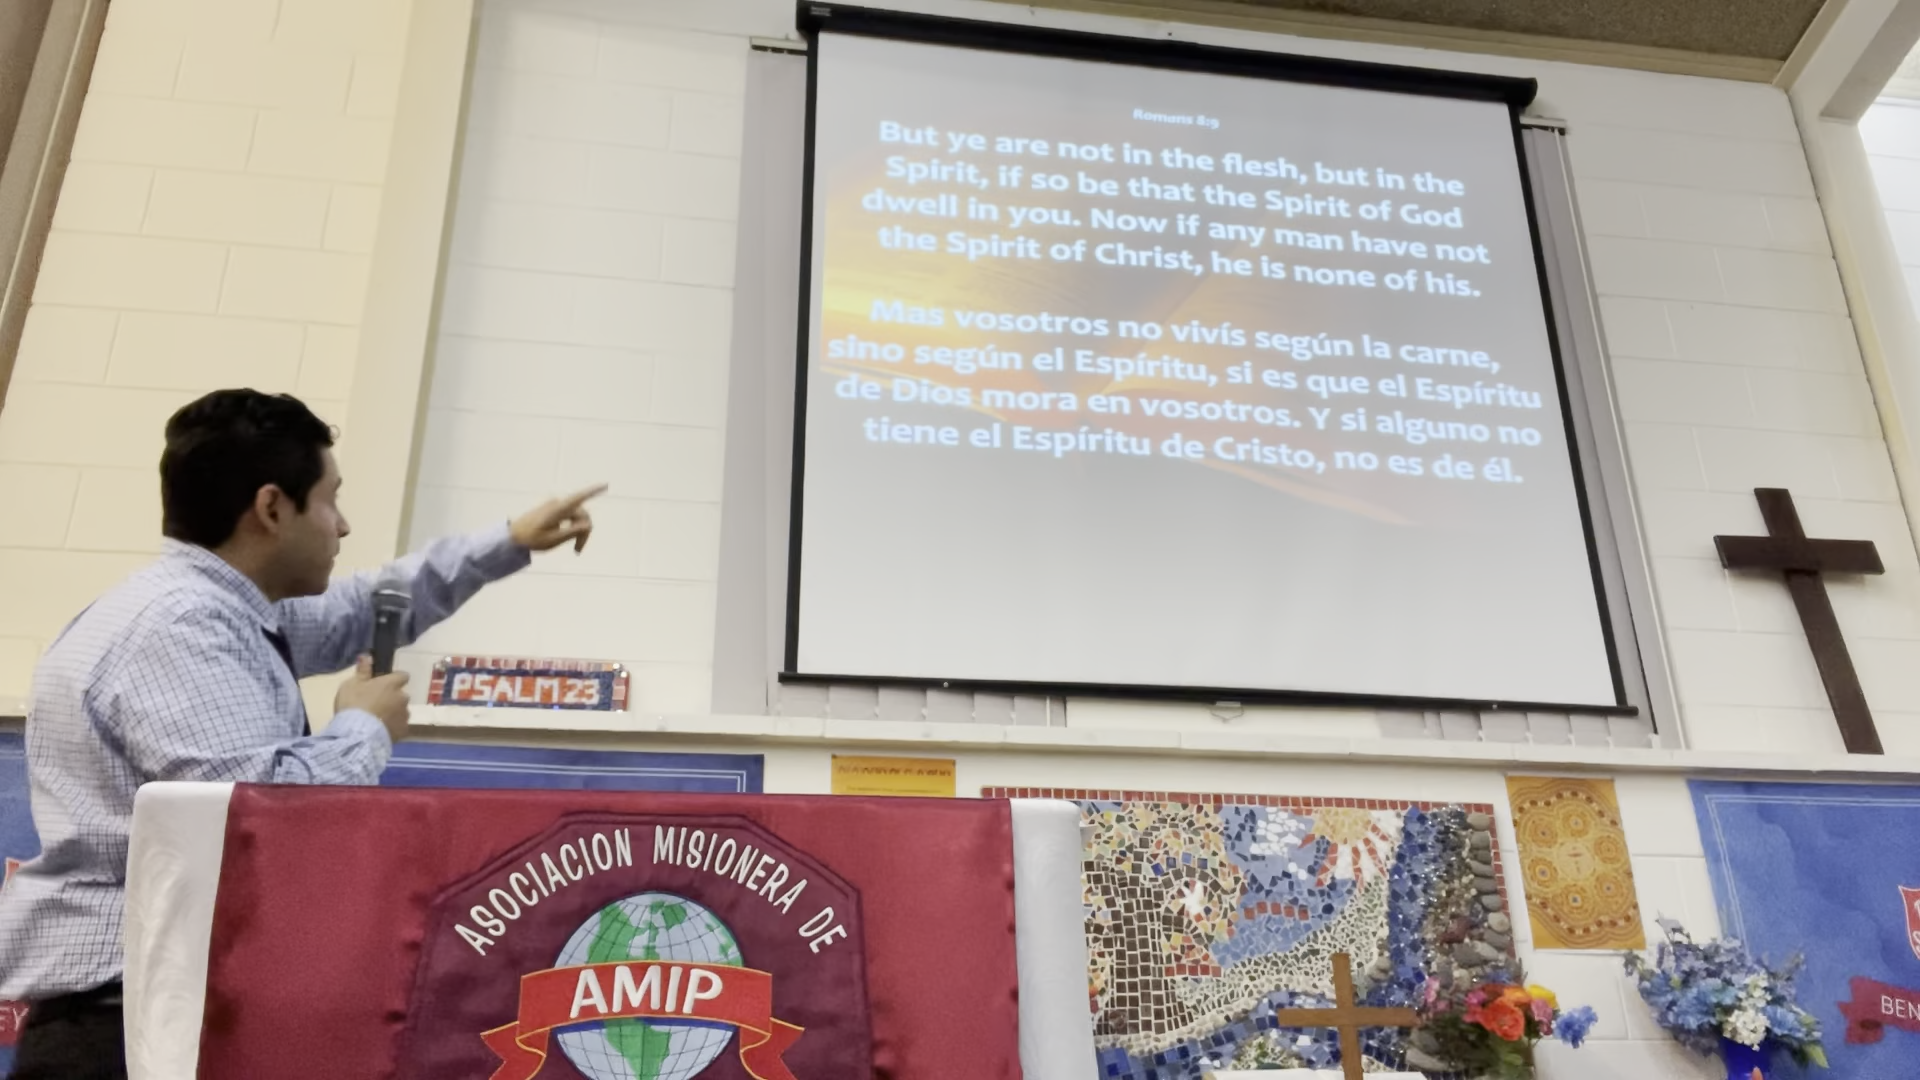 Romans 8:9
But ye are not in the flesh, but in the
Spirit, if so be that the Spirit of God
dwell in you. Now if any man have not
the Spirit of Christ, he is none of his.
Mas vosotros no vivís según la carne,
sino según el Espíritu, si es que el Espíritu
de Dios mora en vosotros. Y si alguno no
tiene el Espíritu de Cristo, no es de él.
PSALM 23
ASOCIACION MISIONERA DE
AMIP
BEN